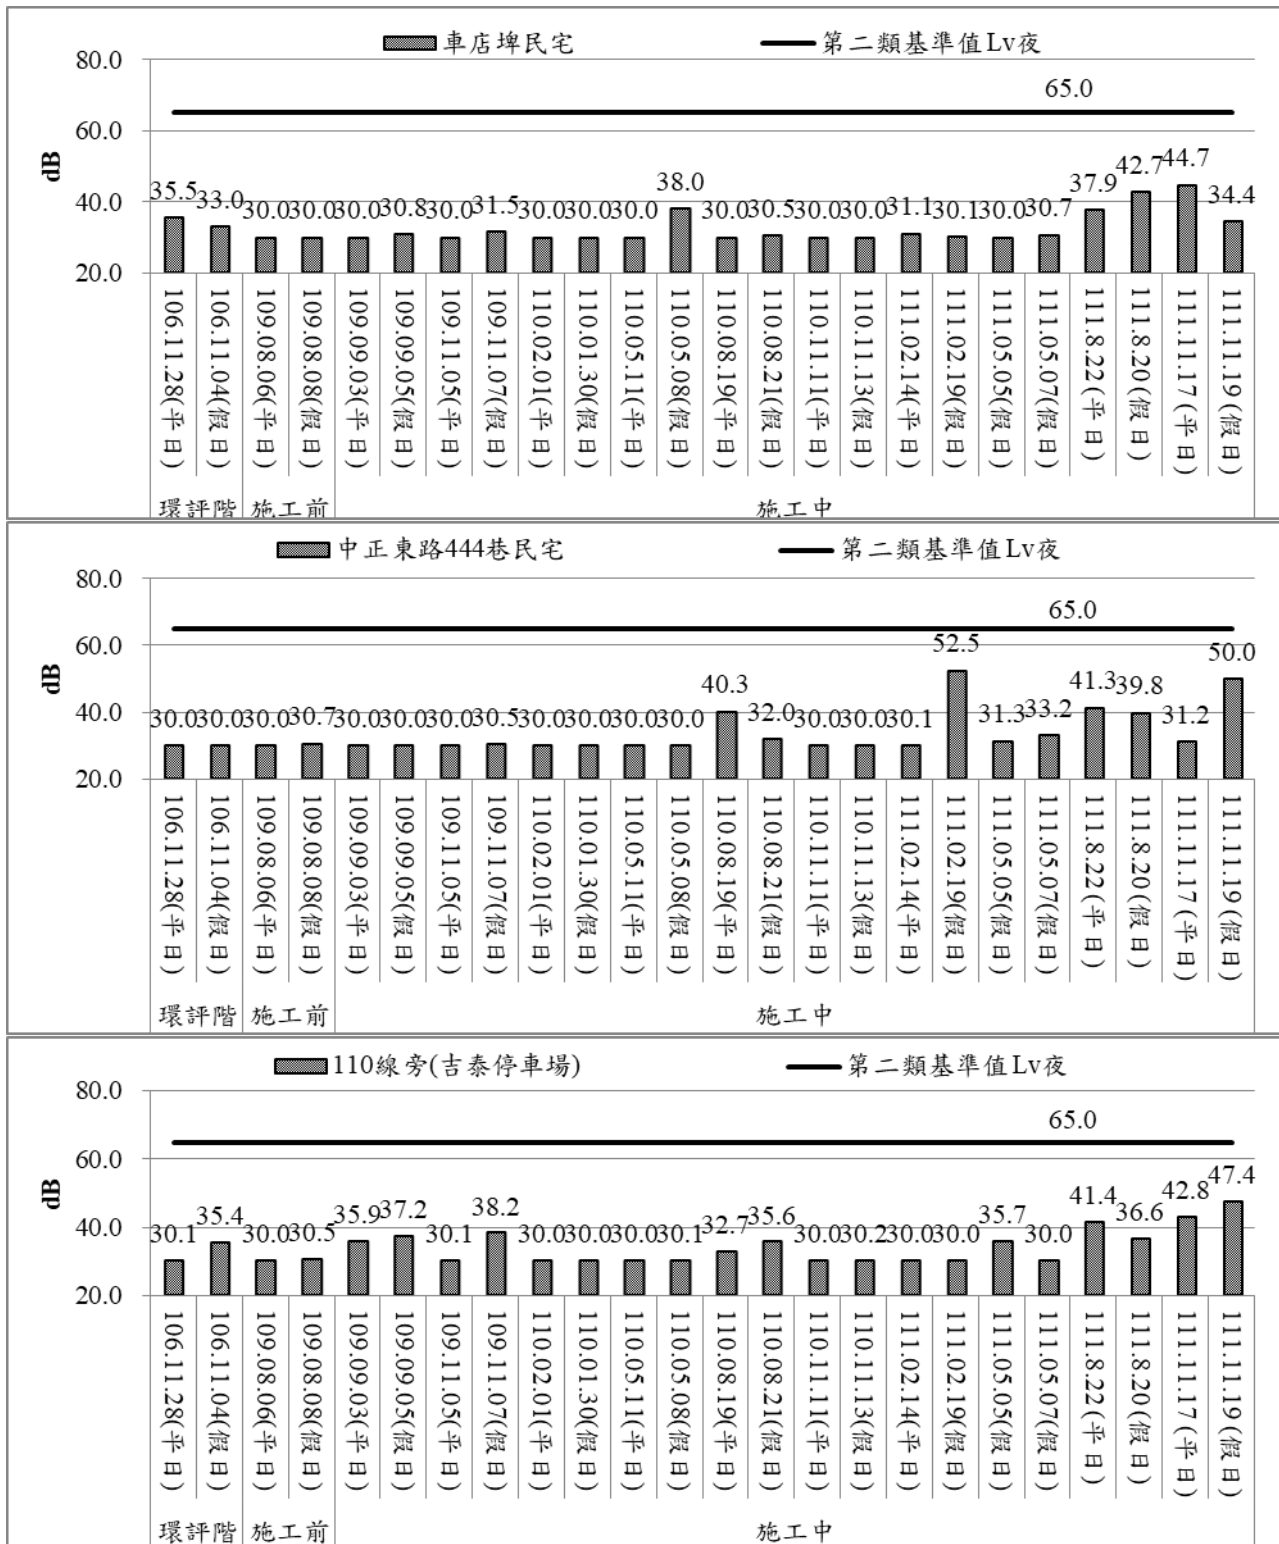 車店埤民宅 第二類基準值Lv夜
80.0
65.0
60.0
dB
40.0
20.0
35.5 33.0 30.0 30.0 30.0 30.8 30.0 31.5 30.0 30.0 30.0 38.0 30.0 30.5 30.0 30.0 31.1 30.1 30.0 30.7 37.9 42.7 44.7 34.4
106.11.28(平日)
106.11.04(假日)
109.08.06(平日)
109.08.08(假日)
109.09.03(平日)
109.09.05(假日)
109.11.05(平日)
109.11.07(假日)
110.02.01(平日)
110.01.30(假日)
110.05.11(平日)
110.05.08(假日)
110.08.19(平日)
110.08.21(假日)
110.11.11(平日)
110.11.13(假日)
111.02.14(平日)
111.02.19(假日)
111.05.05(假日)
111.05.07(假日)
111.8.22(平日)
111.8.20(假日)
111.11.17(平日)
111.11.19(假日)
環評階 施工前 施工中
中正東路444巷民宅 第二類基準值Lv夜
80.0
65.0
60.0
dB
40.0
20.0
30.0 30.0 30.0 30.7 30.0 30.0 30.0 30.5 30.0 30.0 30.0 30.0 40.3 32.0 30.0 30.0 30.1 52.5 31.3 33.2 41.3 39.8 31.2 50.0
106.11.28(平日)
106.11.04(假日)
109.08.06(平日)
109.08.08(假日)
109.09.03(平日)
109.09.05(假日)
109.11.05(平日)
109.11.07(假日)
110.02.01(平日)
110.01.30(假日)
110.05.11(平日)
110.05.08(假日)
110.08.19(平日)
110.08.21(假日)
110.11.11(平日)
110.11.13(假日)
111.02.14(平日)
111.02.19(假日)
111.05.05(假日)
111.05.07(假日)
111.8.22(平日)
111.8.20(假日)
111.11.17(平日)
111.11.19(假日)
環評階 施工前 施工中
110線旁(吉泰停車場) 第二類基準值Lv夜
80.0
65.0
60.0
dB
40.0
20.0
30.1 35.4 30.0 30.5 35.9 37.2 30.1 38.2 30.0 30.0 30.0 30.1 32.7 35.6 30.0 30.2 30.0 30.0 35.7 30.0 41.4 36.6 42.8 47.4
106.11.28(平日)
106.11.04(假日)
109.08.06(平日)
109.08.08(假日)
109.09.03(平日)
109.09.05(假日)
109.11.05(平日)
109.11.07(假日)
110.02.01(平日)
110.01.30(假日)
110.05.11(平日)
110.05.08(假日)
110.08.19(平日)
110.08.21(假日)
110.11.11(平日)
110.11.13(假日)
111.02.14(平日)
111.02.19(假日)
111.05.05(假日)
111.05.07(假日)
111.8.22(平日)
111.8.20(假日)
111.11.17(平日)
111.11.19(假日)
環評階 施工前 施工中